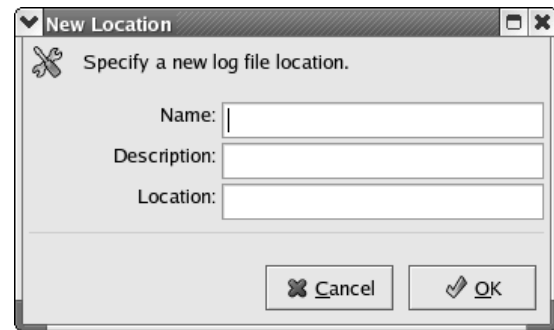 New Location
Specify a new log file location.
Name:
Description:
Location:
Cancel
OK